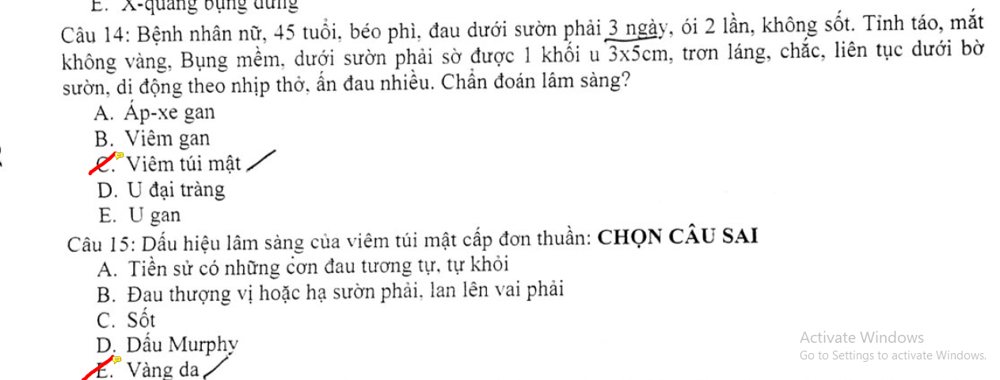 E. X-quang bụng đứng
Câu 14: Bệnh nhân nữ, 45 tuổi, béo phì, đau dưới sườn phải 3 ngày, ói 2 lần, không sốt. Tỉnh táo, mắt
không vàng, Bụng mềm, dưới sườn phải sờ được 1 khối u 3x5cm, trơn láng, chắc, liên tục dưới bờ
sườn, di động theo nhịp thở, ấn đau nhiều. Chẩn đoán lâm sàng?
A. Áp-xe gan
B. Viêm gan
C. Viêm túi mật
D. U đại tràng
E. U gan
Câu 15: Dấu hiệu lâm sàng của viêm túi mật cấp đơn thuần: CHỌN CÂU SAI
A. Tiền sử có những cơn đau tương tự, tự khỏi
B. Đau thượng vị hoặc hạ sườn phải, lan lên vai phải
C. Sốt
D. Dấu Murphy
E. Vàng da
Activate Windows
Go to Settings to activate Windows.